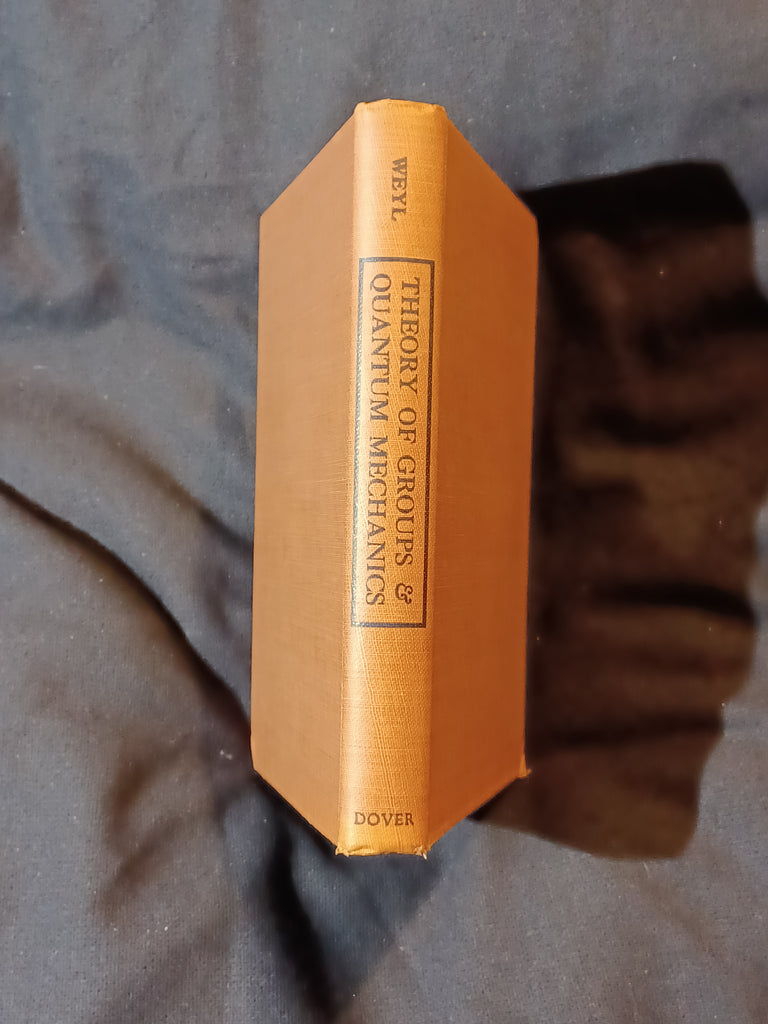 WEYL
THEORY OF GROUPS &
QUANTUM MECHANICS
DOVER